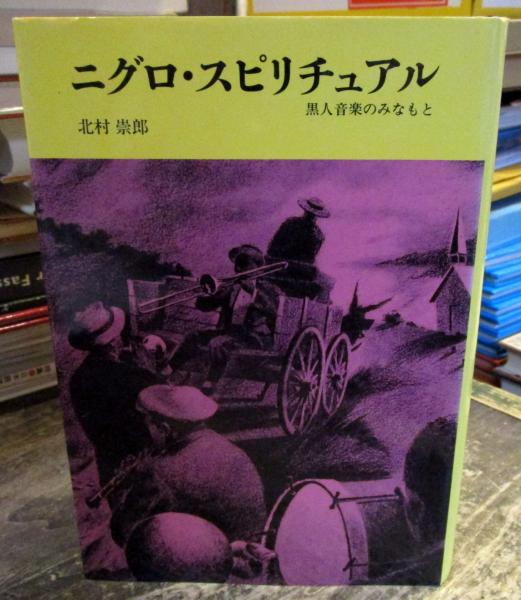 ニグロ・スピリチュアル
黒人音楽のみなもと
北村 崇郎